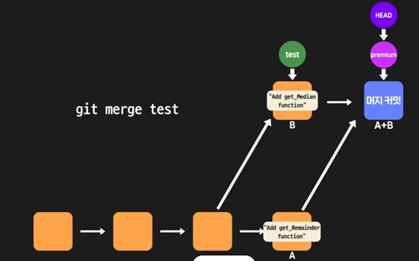 HEAD
test
premium
git merge test
"Add get_Median
function"
머지 커밋
B
A+B
"Add get_Remainder
function"
A